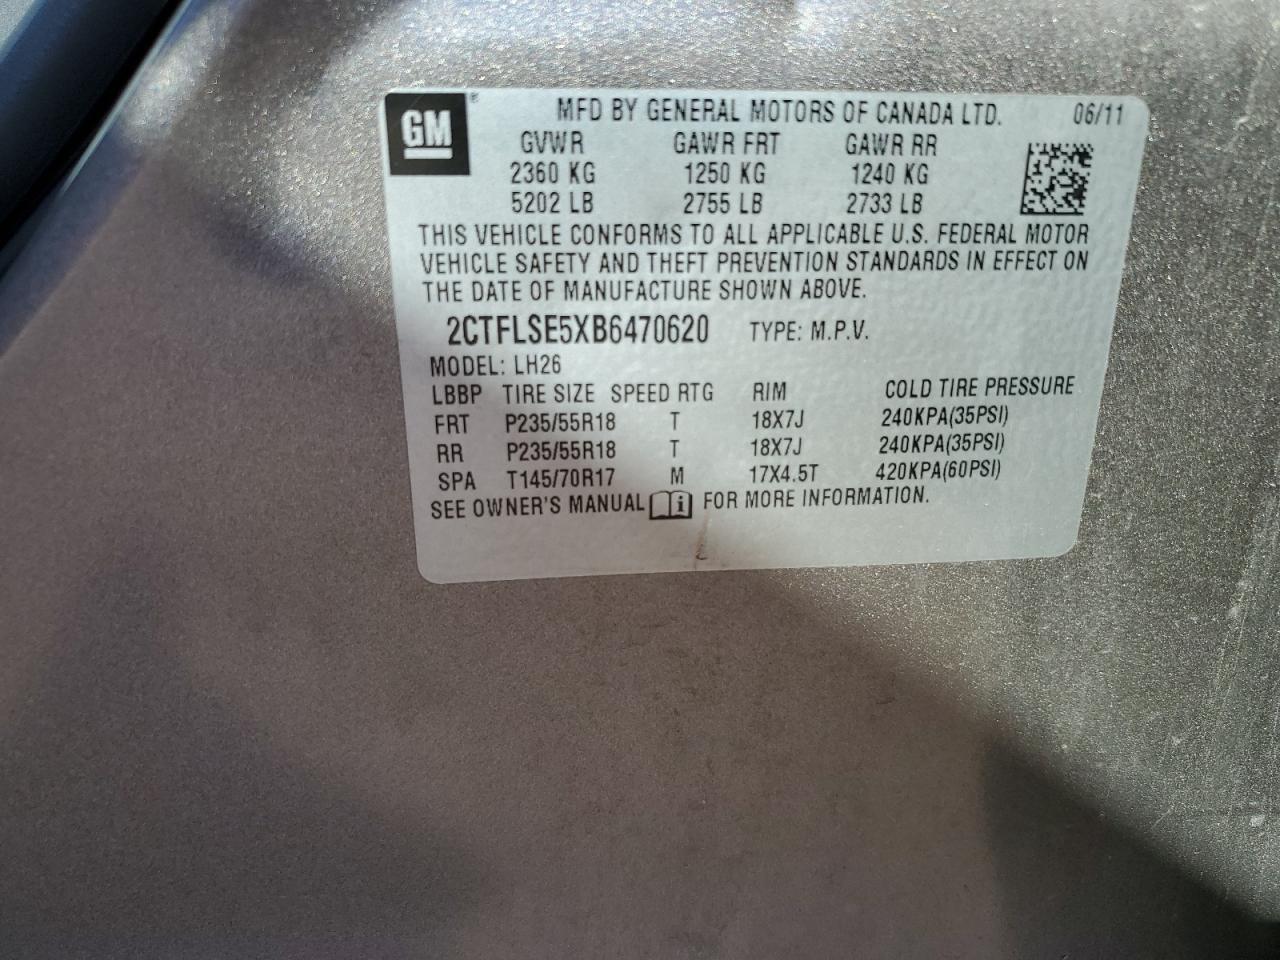 GM® MFD BY GENERAL MOTORS OF CANADA LTD. 06/11
GVWR GAWR FRT GAWR RR
2360 KG 1250 KG 1240 KG
5202 LB 2755 LB 2733 LB
THIS VEHICLE CONFORMS TO ALL APPLICABLE U.S. FEDERAL MOTOR
VEHICLE SAFETY AND THEFT PREVENTION STANDARDS IN EFFECT ON
THE DATE OF MANUFACTURE SHOWN ABOVE.
2CTFLSE5XB6470620 TYPE: M.P.V.
MODEL: LH26
LBBP TIRE SIZE SPEED RTG RIM COLD TIRE PRESSURE
FRT P235/55R18 T 18X7J 240KPA(35PSI)
RR P235/55R18 T 18X7J 240KPA(35PSI)
SPA T145/70R17 M 17X4.5T 420KPA(60PSI)
SEE OWNER'S MANUAL FOR MORE INFORMATION.